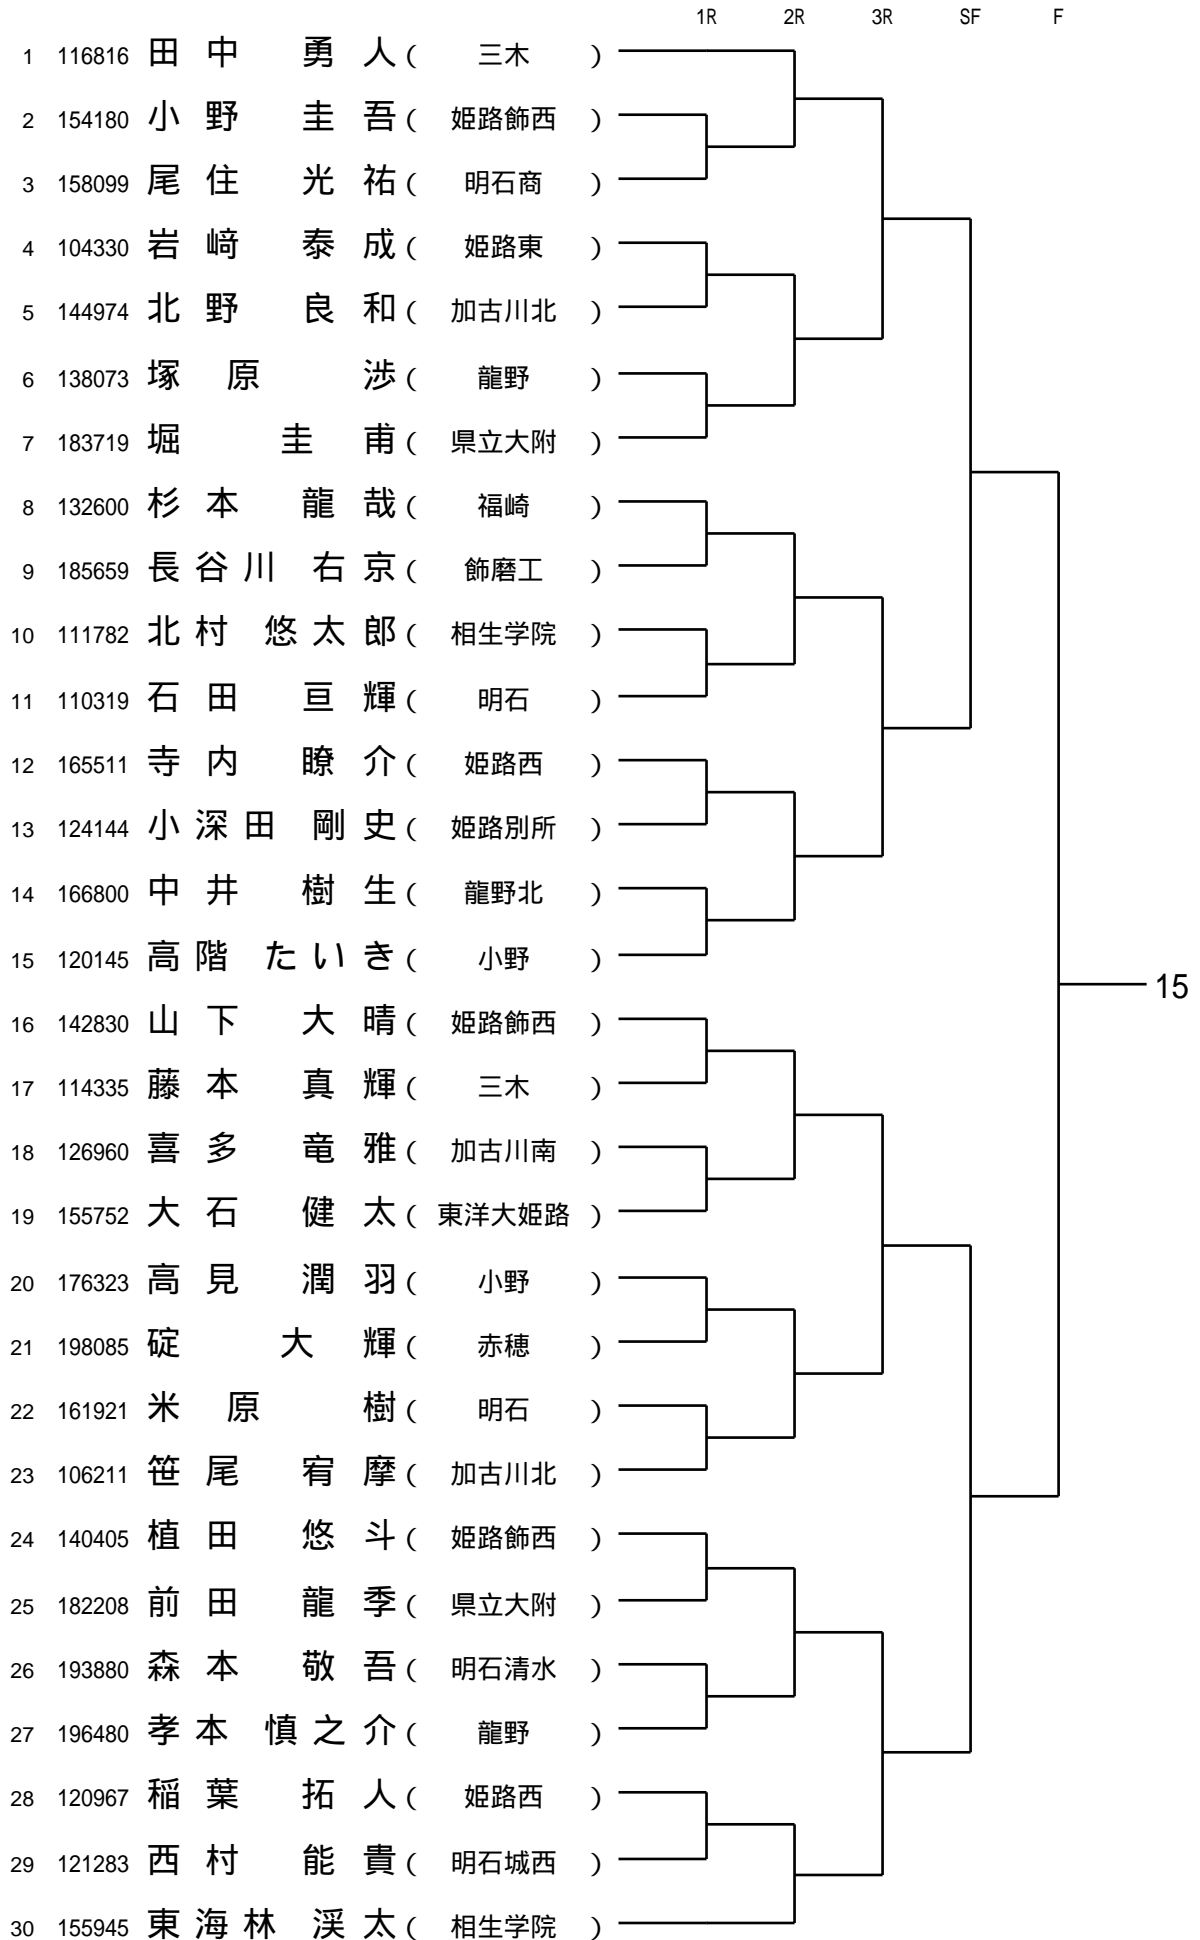 1R 2R 3R SF F
1 116816 田中 勇人 ( 三木 )
2 154180 小野 圭吾 ( 姫路飾西 )
3 158099 尾住 光祐 ( 明石商 )
4 104330 岩﨑 泰成 ( 姫路東 )
5 144974 北野 良和 ( 加古川北 )
6 138073 塚原 渉 ( 龍野 )
7 183719 堀 圭甫 ( 県立大附 )
8 132600 杉本 龍哉 ( 福崎 )
9 185659 長谷川 右京 ( 飾磨工 )
10 111782 北村 悠太郎 ( 相生学院 )
11 110319 石田 亘輝 ( 明石 )
12 165511 寺内 瞭介 ( 姫路西 )
13 124144 小深田 剛史 ( 姫路別所 )
14 166800 中井 樹生 ( 龍野北 )
15 120145 高階 たいき ( 小野 )
15
16 142830 山下 大晴 ( 姫路飾西 )
17 114335 藤本 真輝 ( 三木 )
18 126960 喜多 竜雅 ( 加古川南 )
19 155752 大石 健太 ( 東洋大姫路 )
20 176323 高見 潤羽 ( 小野 )
21 198085 碇 大輝 ( 赤穂 )
22 161921 米原 樹 ( 明石 )
23 106211 笹尾 宥摩 ( 加古川北 )
24 140405 植田 悠斗 ( 姫路飾西 )
25 182208 前田 龍季 ( 県立大附 )
26 193880 森本 敬吾 ( 明石清水 )
27 196480 孝本 慎之介 ( 龍野 )
28 120967 稲葉 拓人 ( 姫路西 )
29 121283 西村 能貴 ( 明石城西 )
30 155945 東海林 渓太 ( 相生学院 )